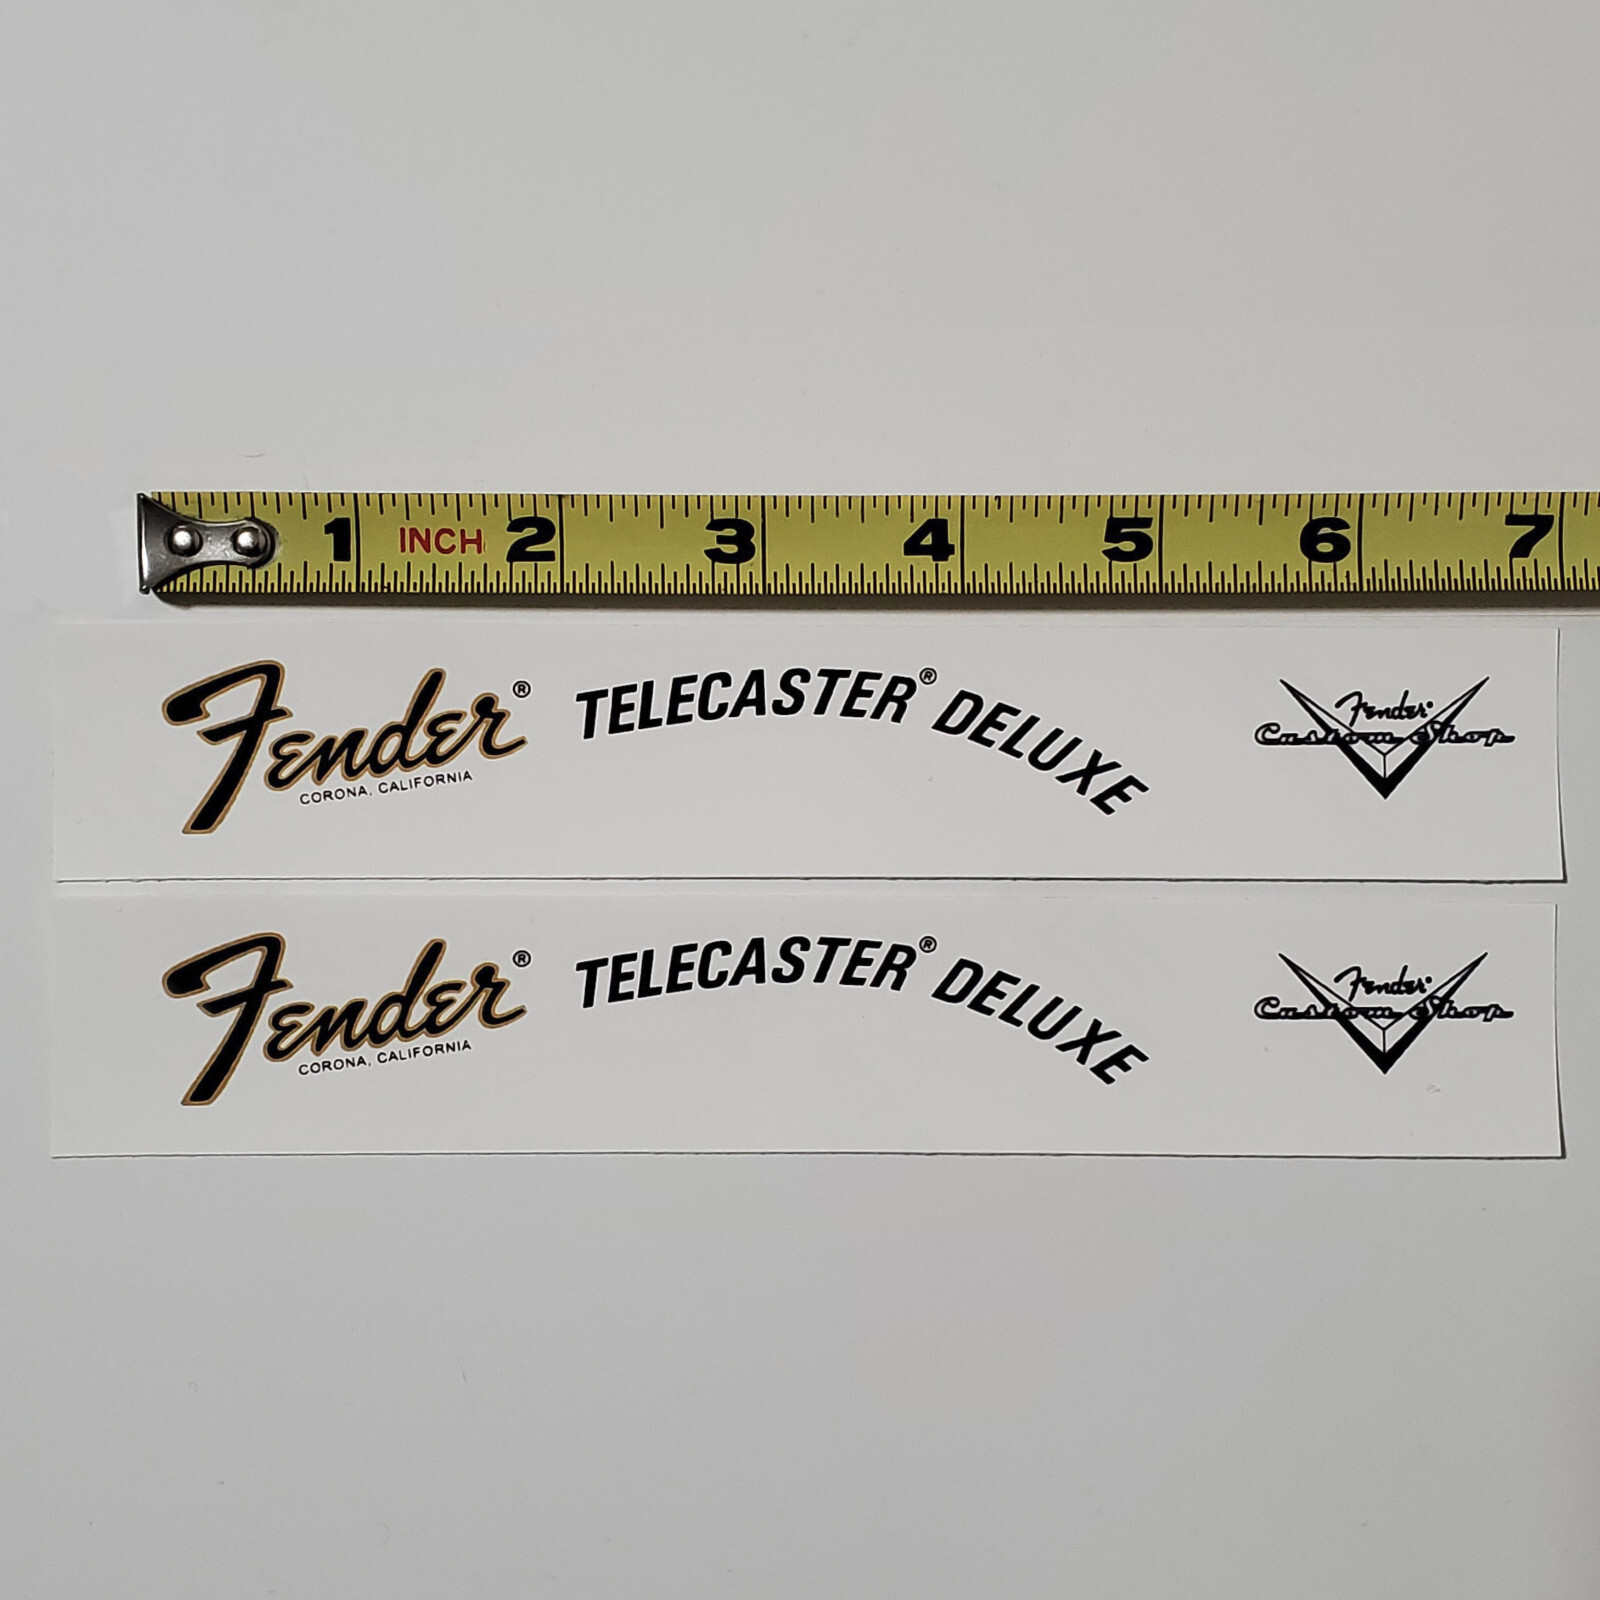 1 INCH 2 3 4 5 6 7
Fender® TELECASTER® DELUXE Fender®
CORONA, CALIFORNIA Custom Shop
Fender® TELECASTER® DELUXE Fender®
CORONA, CALIFORNIA Custom Shop